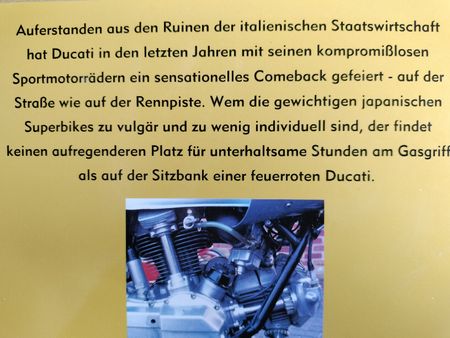 Auferstanden aus den Ruinen der italienischen Staatswirtschaft
hat Ducati in den letzten Jahren mit seinen kompromißlosen
Sportmotorrädern ein sensationelles Comeback gefeiert - auf der
Straße wie auf der Rennpiste. Wem die gewichtigen japanischen
Superbikes zu vulgär und zu wenig individuell sind, der findet
keinen aufregenderen Platz für unterhaltsame Stunden am Gasgriff
als auf der Sitzbank einer feuerroten Ducati.